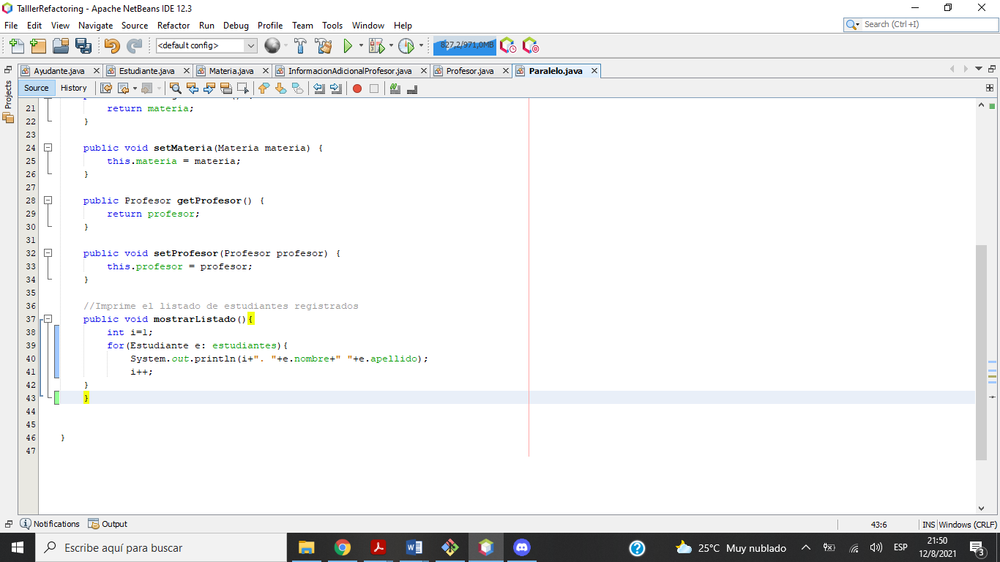 TalllerRefactoring - Apache NetBeans IDE 12.3
File Edit View Navigate Source Refactor Run Debug Profile Team Tools Window Help
Search (Ctrl+I)
<default config>
827,2/971,0MB
Ayudante.java Estudiante.java Materia.java InformacionAdicionalProfesor.java Profesor.java Paralelo.java
Projects
Source History
21 return materia;
22 }
23
24 public void setMateria(Materia materia) {
25 this.materia = materia;
26 }
27
28 public Profesor getProfesor() {
29 return profesor;
30 }
31
32 public void setProfesor(Profesor profesor) {
33 this.profesor = profesor;
34 }
35
36 //Imprime el listado de estudiantes registrados
37 public void mostrarListado(){
38 int i=1;
39 for(Estudiante e: estudiantes){
40 System.out.println(i+". "+e.nombre+" "+e.apellido);
41 i++;
42 }
43 }
44
45
46 }
47
Notifications Output
43:6 INS Windows (CRLF)
Escribe aquí para buscar
25°C Muy nublado
ESP
21:50
12/8/2021
3